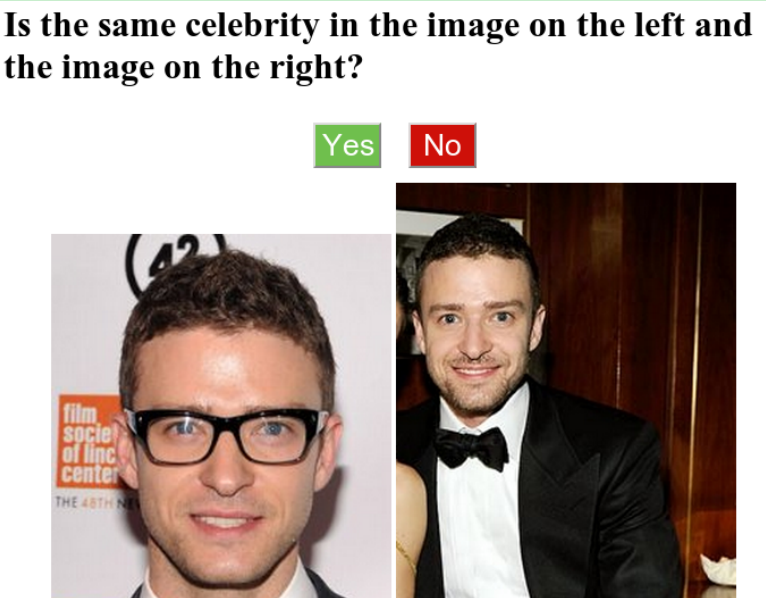 Is the same celebrity in the image on the left and
the image on the right?
Yes No
42
film
socie
of linc
center
THE 48TH NE